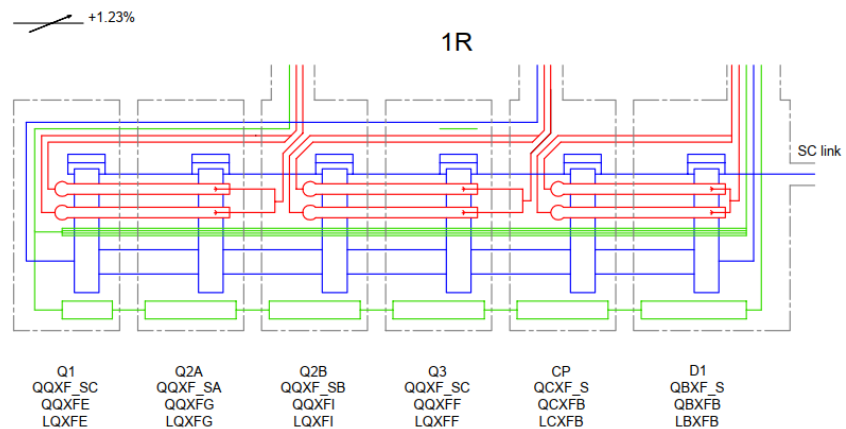 +1.23%
1R
SC link
Q1 Q2A Q2B Q3 CP D1
QQXF_SC QQXF_SA QQXF_SB QQXF_SC QCXF_S QBXF_S
QQXFE QQXFG QQXFI QQXFF QCXFB QBXFB
LQXFE LQXFG LQXFI LQXFF LCXFB LBXFB